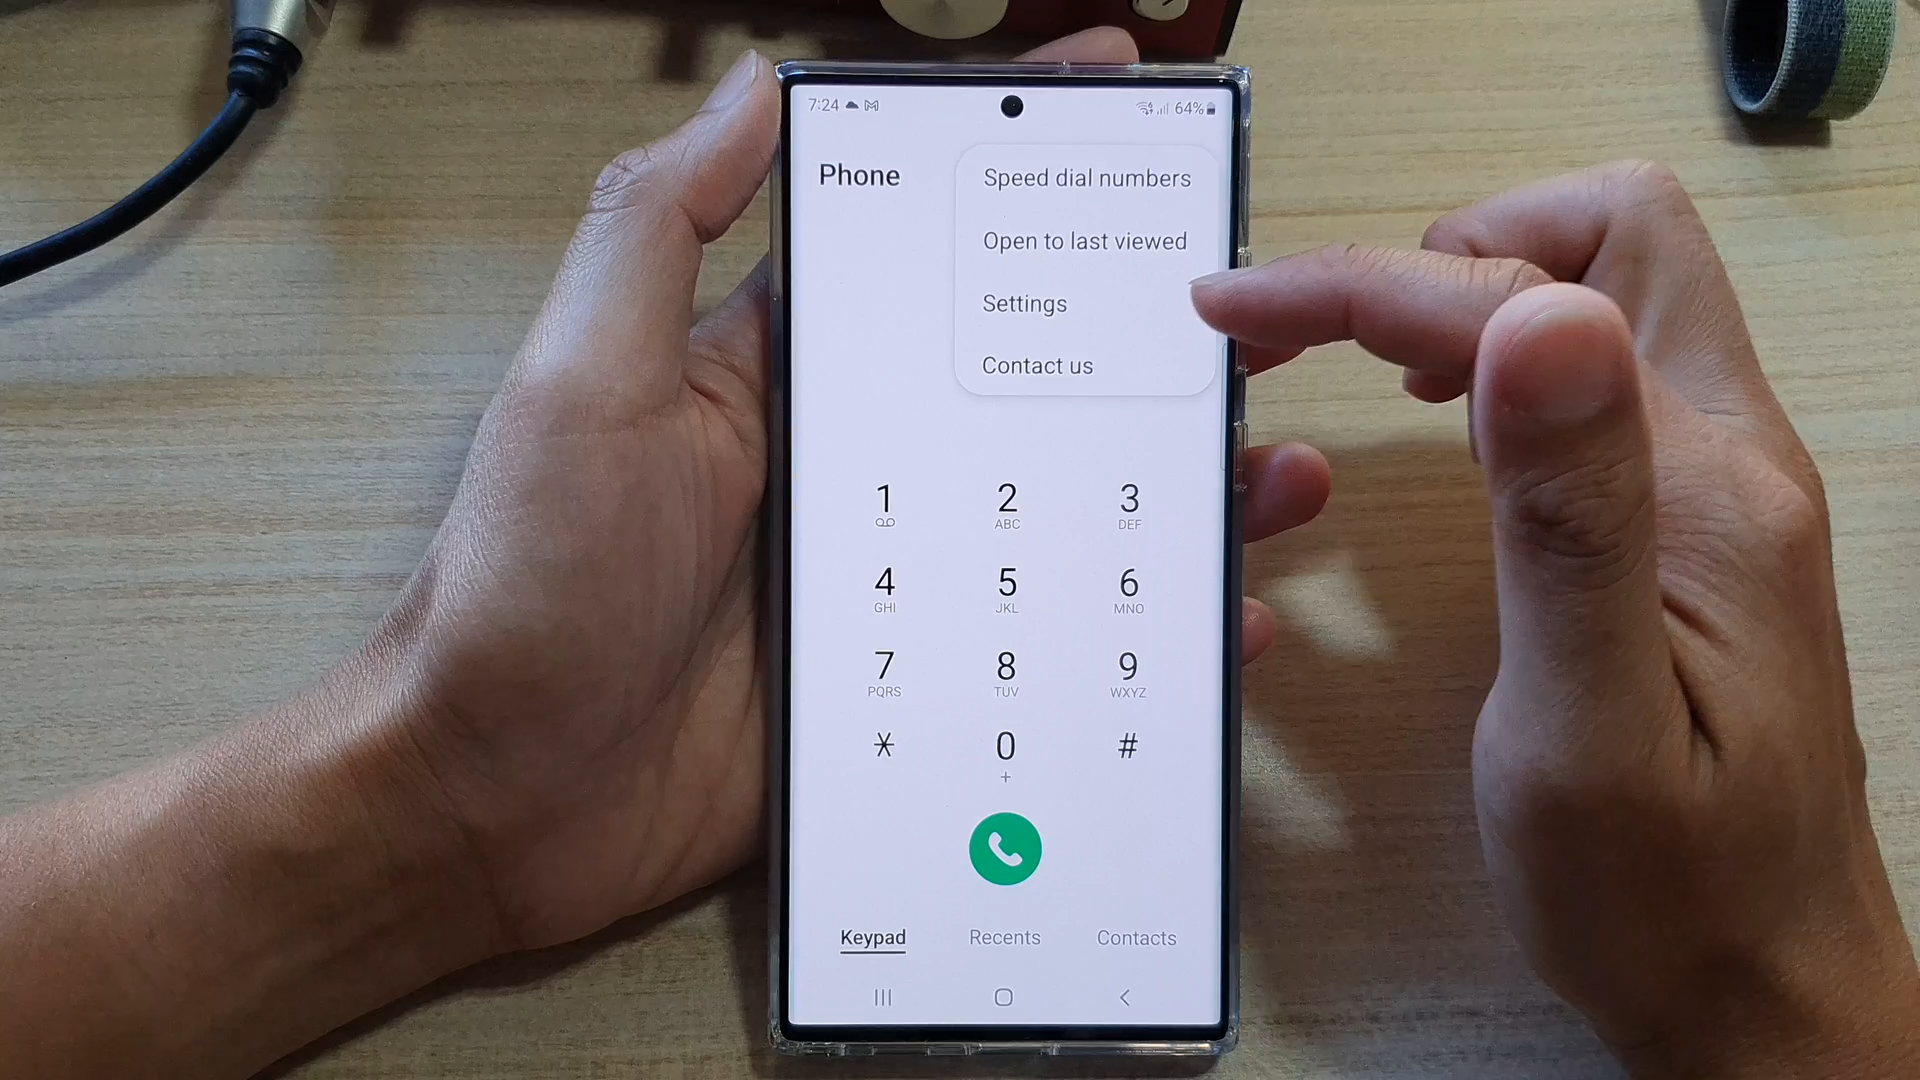 7:24
64%
Phone
Speed dial numbers
Open to last viewed
Settings
Contact us
1 2 3
ABC DEF
4 5 6
GHI JKL MNO
7 8 9
PQRS TUV WXYZ
* 0 #
+
Keypad Recents Contacts